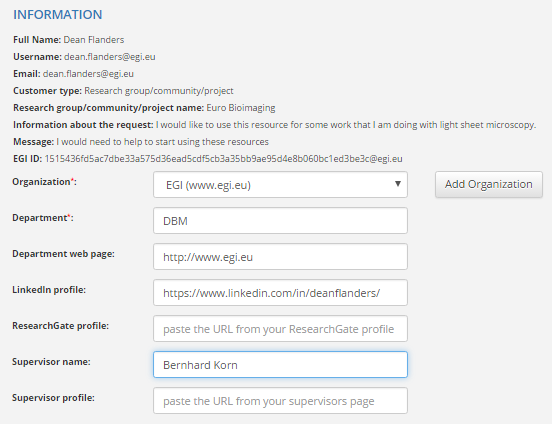 INFORMATION
Full Name: Dean Flanders
Username: dean.flanders@egi.eu
Email: dean.flanders@egi.eu
Customer type: Research group/community/project
Research group/community/project name: Euro Bioimaging
Information about the request: I would like to use this resource for some work that I am doing with light sheet microscopy.
Message: I would need to help to start using these resources
EGI ID: 1515436fd5ac7dbe33a575d36ead5cdf5cb3a35bb9ae95d4e8b060bc1ed3be3c@egi.eu
Organization*: EGI (www.egi.eu) Add Organization
Department*: DBM
Department web page: http://www.egi.eu
LinkedIn profile: https://www.linkedin.com/in/deanflanders/
ResearchGate profile: paste the URL from your ResearchGate profile
Supervisor name: Bernhard Korn
Supervisor profile: paste the URL from your supervisors page